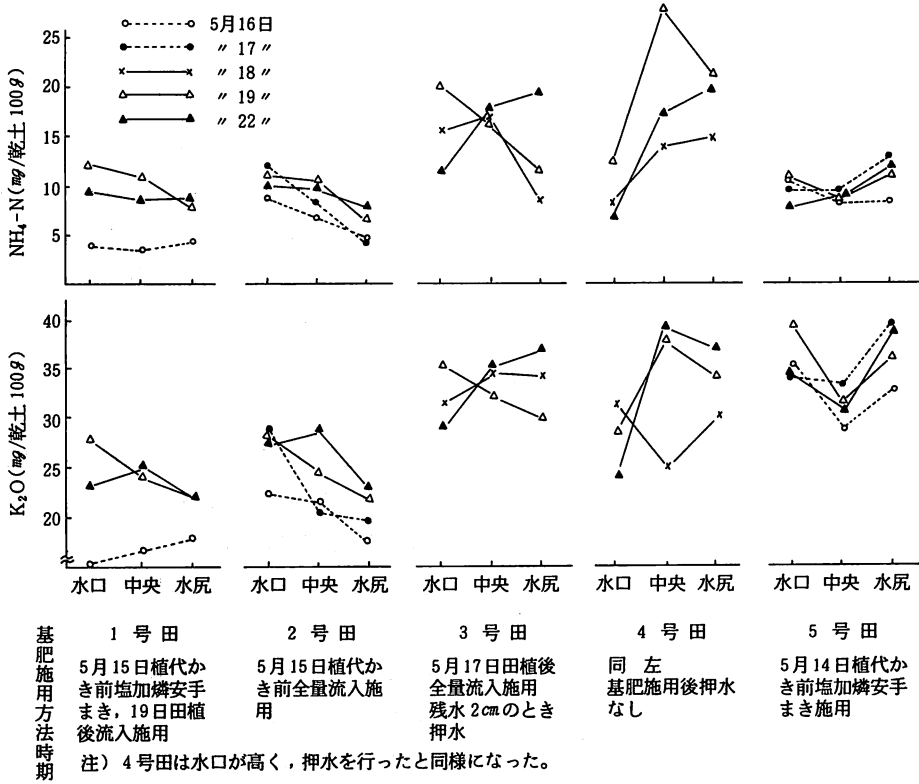 5月16日
〃 17 〃
〃 18 〃
〃 19 〃
〃 22 〃
NH₄-N(mg/乾土100g)
25
20
15
10
5
K₂O(mg/乾土100g)
40
35
30
25
20
水口 中央 水尻 水口 中央 水尻 水口 中央 水尻 水口 中央 水尻 水口 中央 水尻
基肥施用方法時期
1号田
5月15日植代か
き前塩加燐安手
まき，19日田植
後流入施用
2号田
5月15日植代か
き前全量流入施
用
3号田
5月17日田植後
全量流入施用
残水2cmのとき
押水
4号田
同 左
基肥施用後押水
なし
5号田
5月14日植代か
き前塩加燐安手
まき施用
注）4号田は水口が高く，押水を行ったと同様になった。